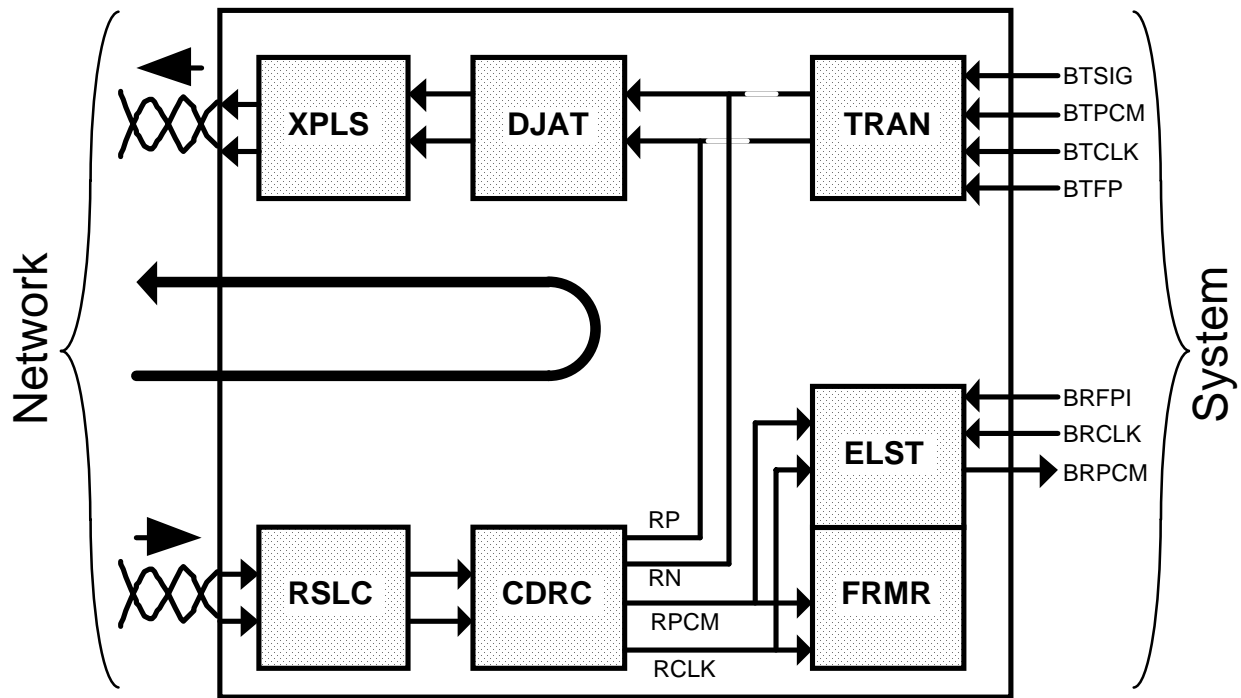 BTSIG
XPLS
DJAT
TRAN
BTPCM
BTCLK
BTFP
Network
System
BRFPI
BRCLK
ELST
BRPCM
RP
RN
RSLC
CDRC
FRMR
RPCM
RCLK